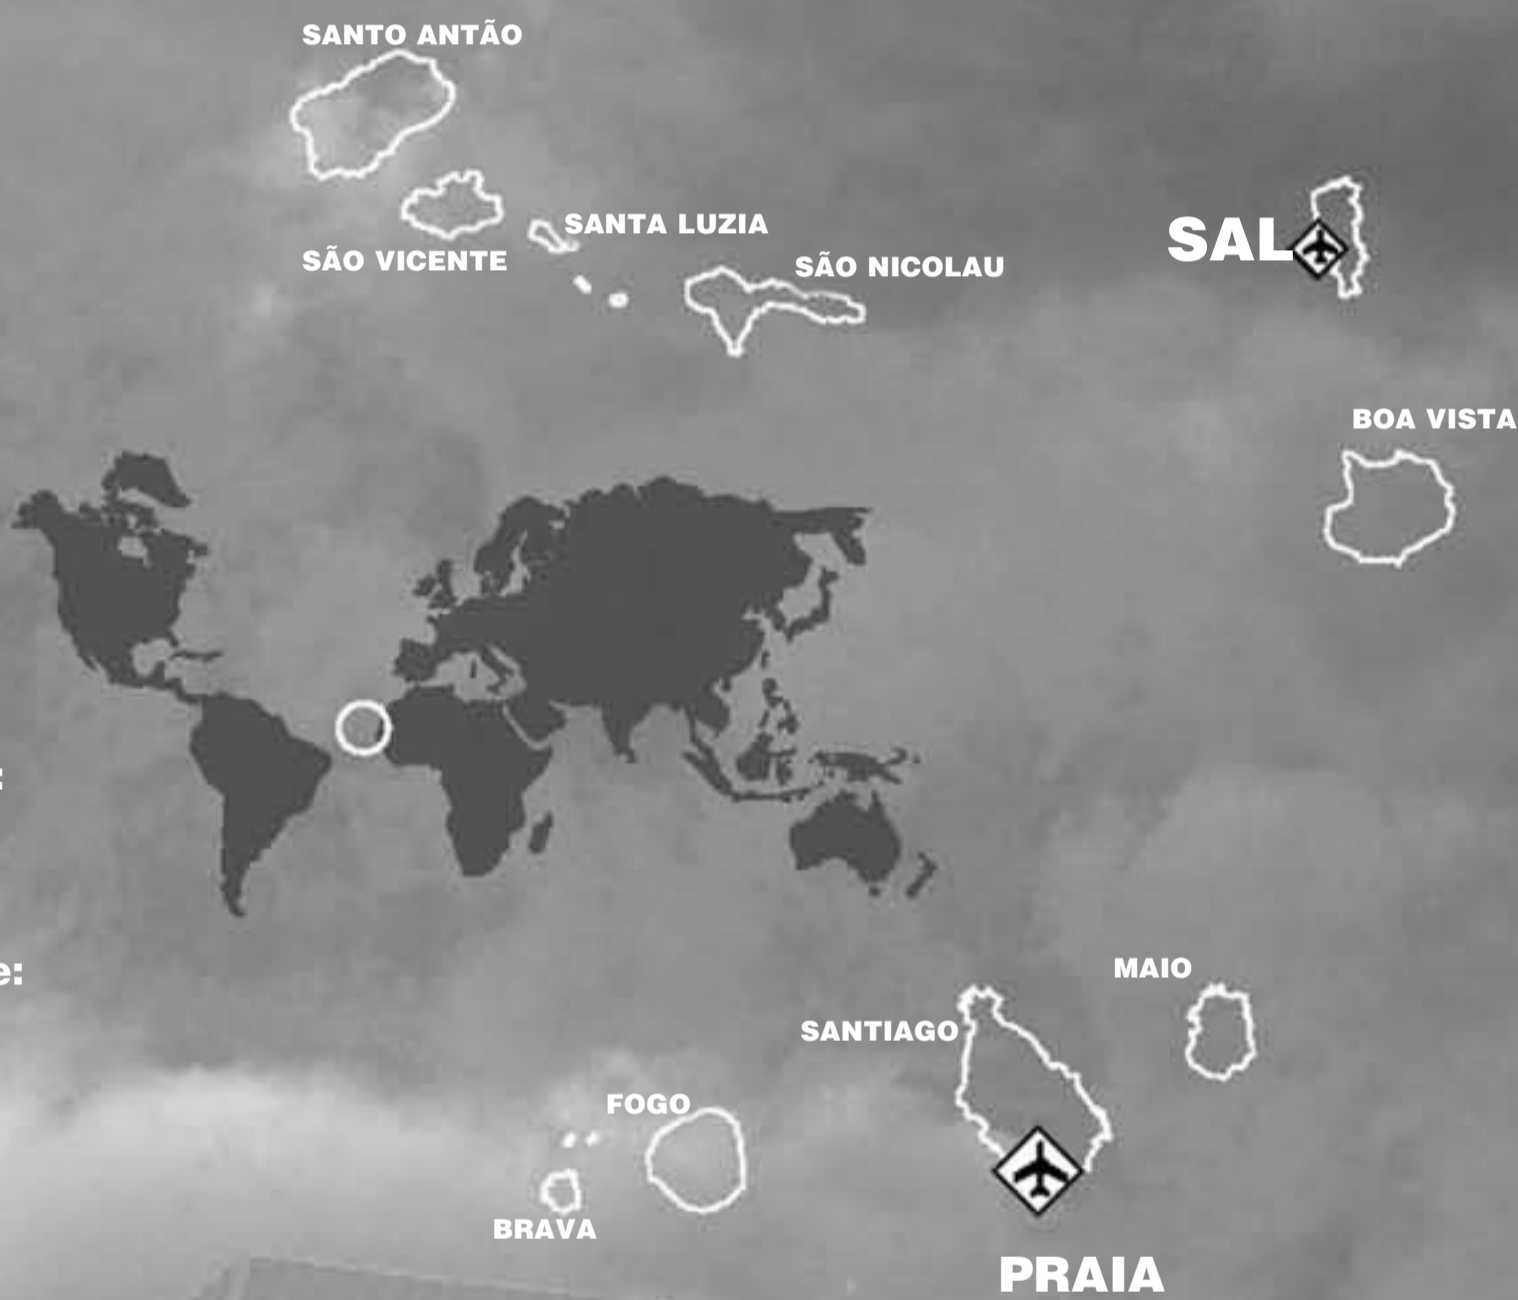 SANTO ANTÃO
SÃO VICENTE
SANTA LUZIA
SÃO NICOLAU
SAL
BOA VISTA
:
e:
MAIO
SANTIAGO
FOGO
BRAVA
PRAIA